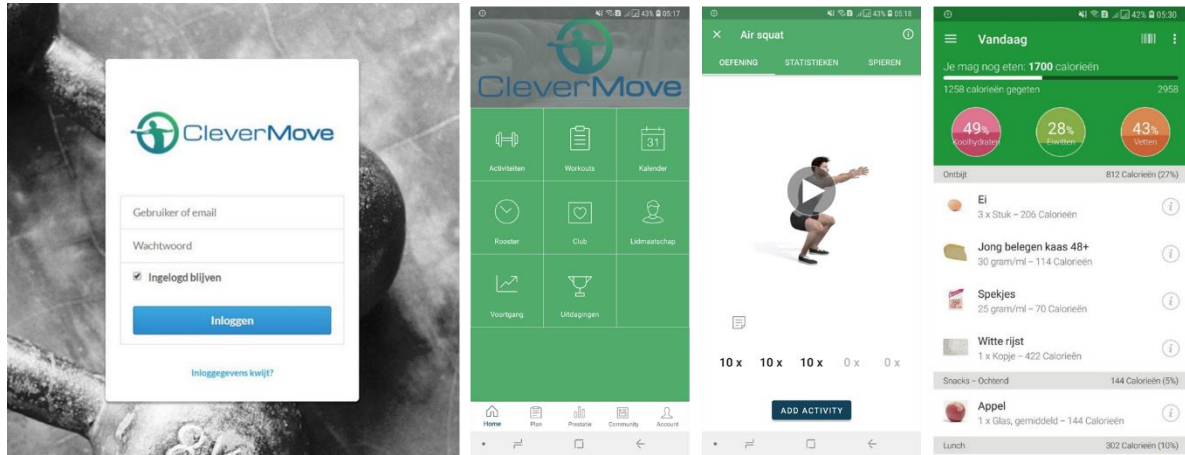 CleverMove
Gebruiker of email
Wachtwoord
Ingelogd blijven
Inloggen
Inloggegevens kwijt?
43% 05:17
CleverMove
Activiteiten Workouts Kalender
31
Rooster Club Lidmaatschap
Voortgang Uitdagingen
Home Plan Prestatie Community Account
43% 05:18
Air squat
OEFENING STATISTIEKEN SPIEREN
10 x 10 x 10 x 0 x 0 x
ADD ACTIVITY
42% 05:30
Vandaag
Je mag nog eten: 1700 calorieën
1258 calorieën gegeten 2958
49% 28% 43%
Koolhydraten Eiwitten Vetten
Ontbijt 812 Calorieën (27%)
Ei
3 x Stuk – 206 Calorieën
Jong belegen kaas 48+
30 gram/ml – 114 Calorieën
Spekjes
25 gram/ml – 70 Calorieën
Witte rijst
1 x Kopje – 422 Calorieën
Snacks – Ochtend 144 Calorieën (5%)
Appel
1 x Glas, gemiddeld – 144 Calorieën
Lunch 302 Calorieën (10%)